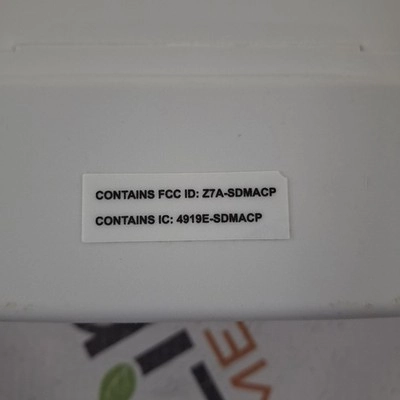 CONTAINS FCC ID: Z7A-SDMACP
CONTAINS IC: 4919E-SDMACP